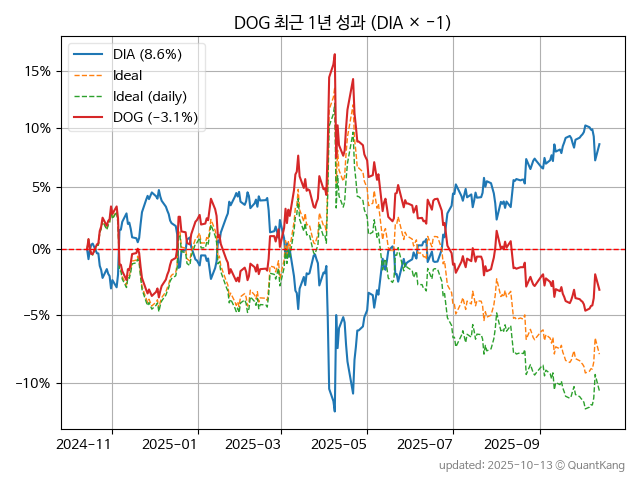 DOG 최근 1년 성과 (DIA × −1)
DIA (8.6%)
Ideal
Ideal (daily)
DOG (−3.1%)
15%
10%
5%
0%
−5%
−10%
2024-11 2025-01 2025-03 2025-05 2025-07 2025-09
updated: 2025-10-13 © QuantKang